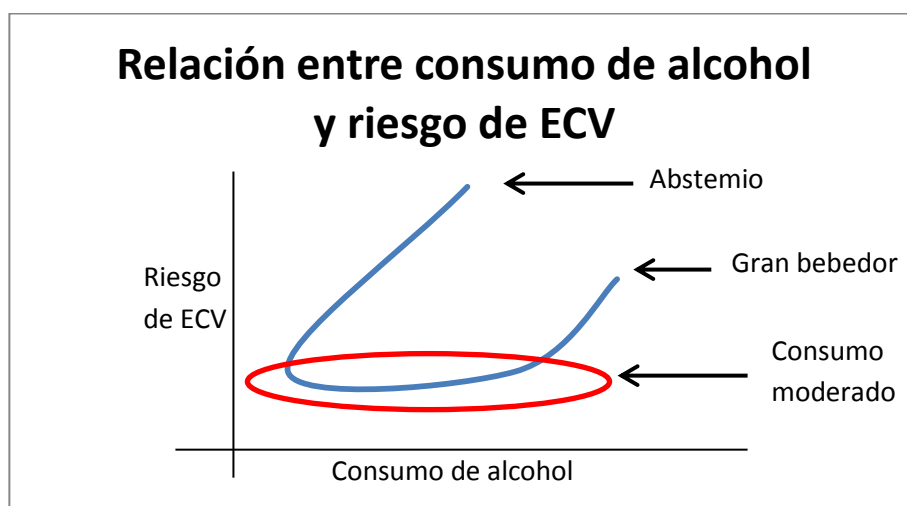 Relación entre consumo de alcohol
y riesgo de ECV
Abstemio
Gran bebedor
Riesgo
de ECV
Consumo
moderado
Consumo de alcohol